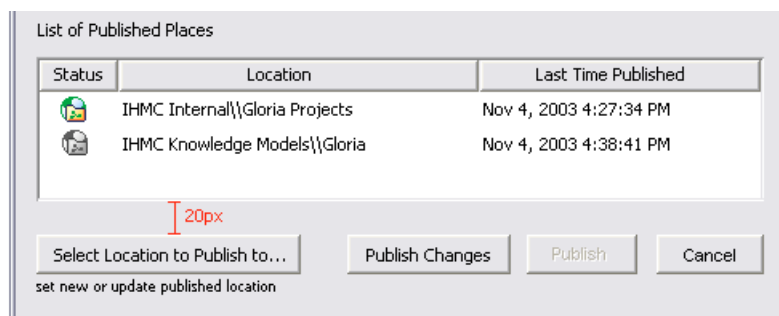 List of Published Places
Status Location Last Time Published
IHMC Internal\\Gloria Projects Nov 4, 2003 4:27:34 PM
IHMC Knowledge Models\\Gloria Nov 4, 2003 4:38:41 PM
20px
Select Location to Publish to... Publish Changes Publish Cancel
set new or update published location